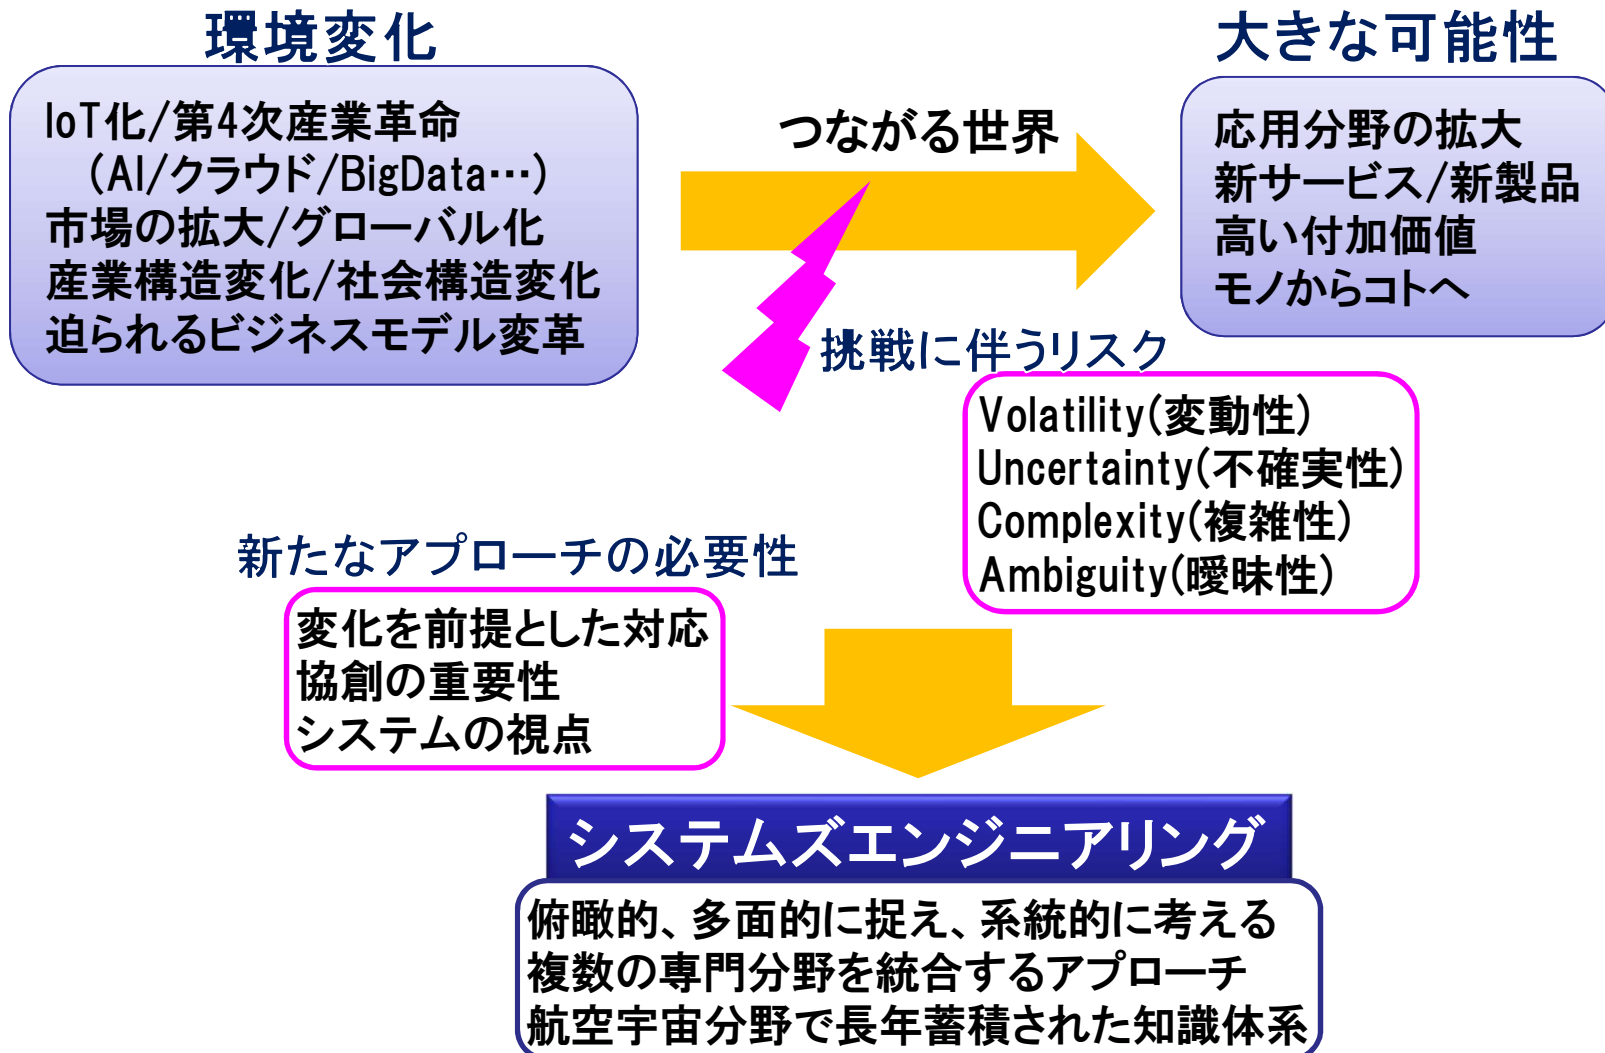 環境変化
IoT化/第4次産業革命
(AI/クラウド/BigData…)
市場の拡大/グローバル化
産業構造変化/社会構造変化
迫られるビジネスモデル変革
つながる世界
大きな可能性
応用分野の拡大
新サービス/新製品
高い付加価値
モノからコトへ
挑戦に伴うリスク
Volatility(変動性)
Uncertainty(不確実性)
Complexity(複雑性)
Ambiguity(曖昧性)
新たなアプローチの必要性
変化を前提とした対応
協創の重要性
システムの視点
システムズエンジニアリング
俯瞰的、多面的に捉え、系統的に考える
複数の専門分野を統合するアプローチ
航空宇宙分野で長年蓄積された知識体系